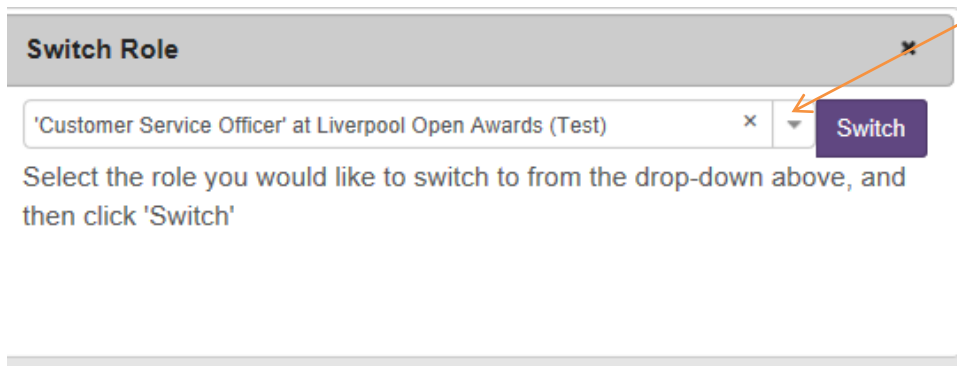 Switch Role
'Customer Service Officer' at Liverpool Open Awards (Test)
Switch
Select the role you would like to switch to from the drop-down above, and
then click 'Switch'